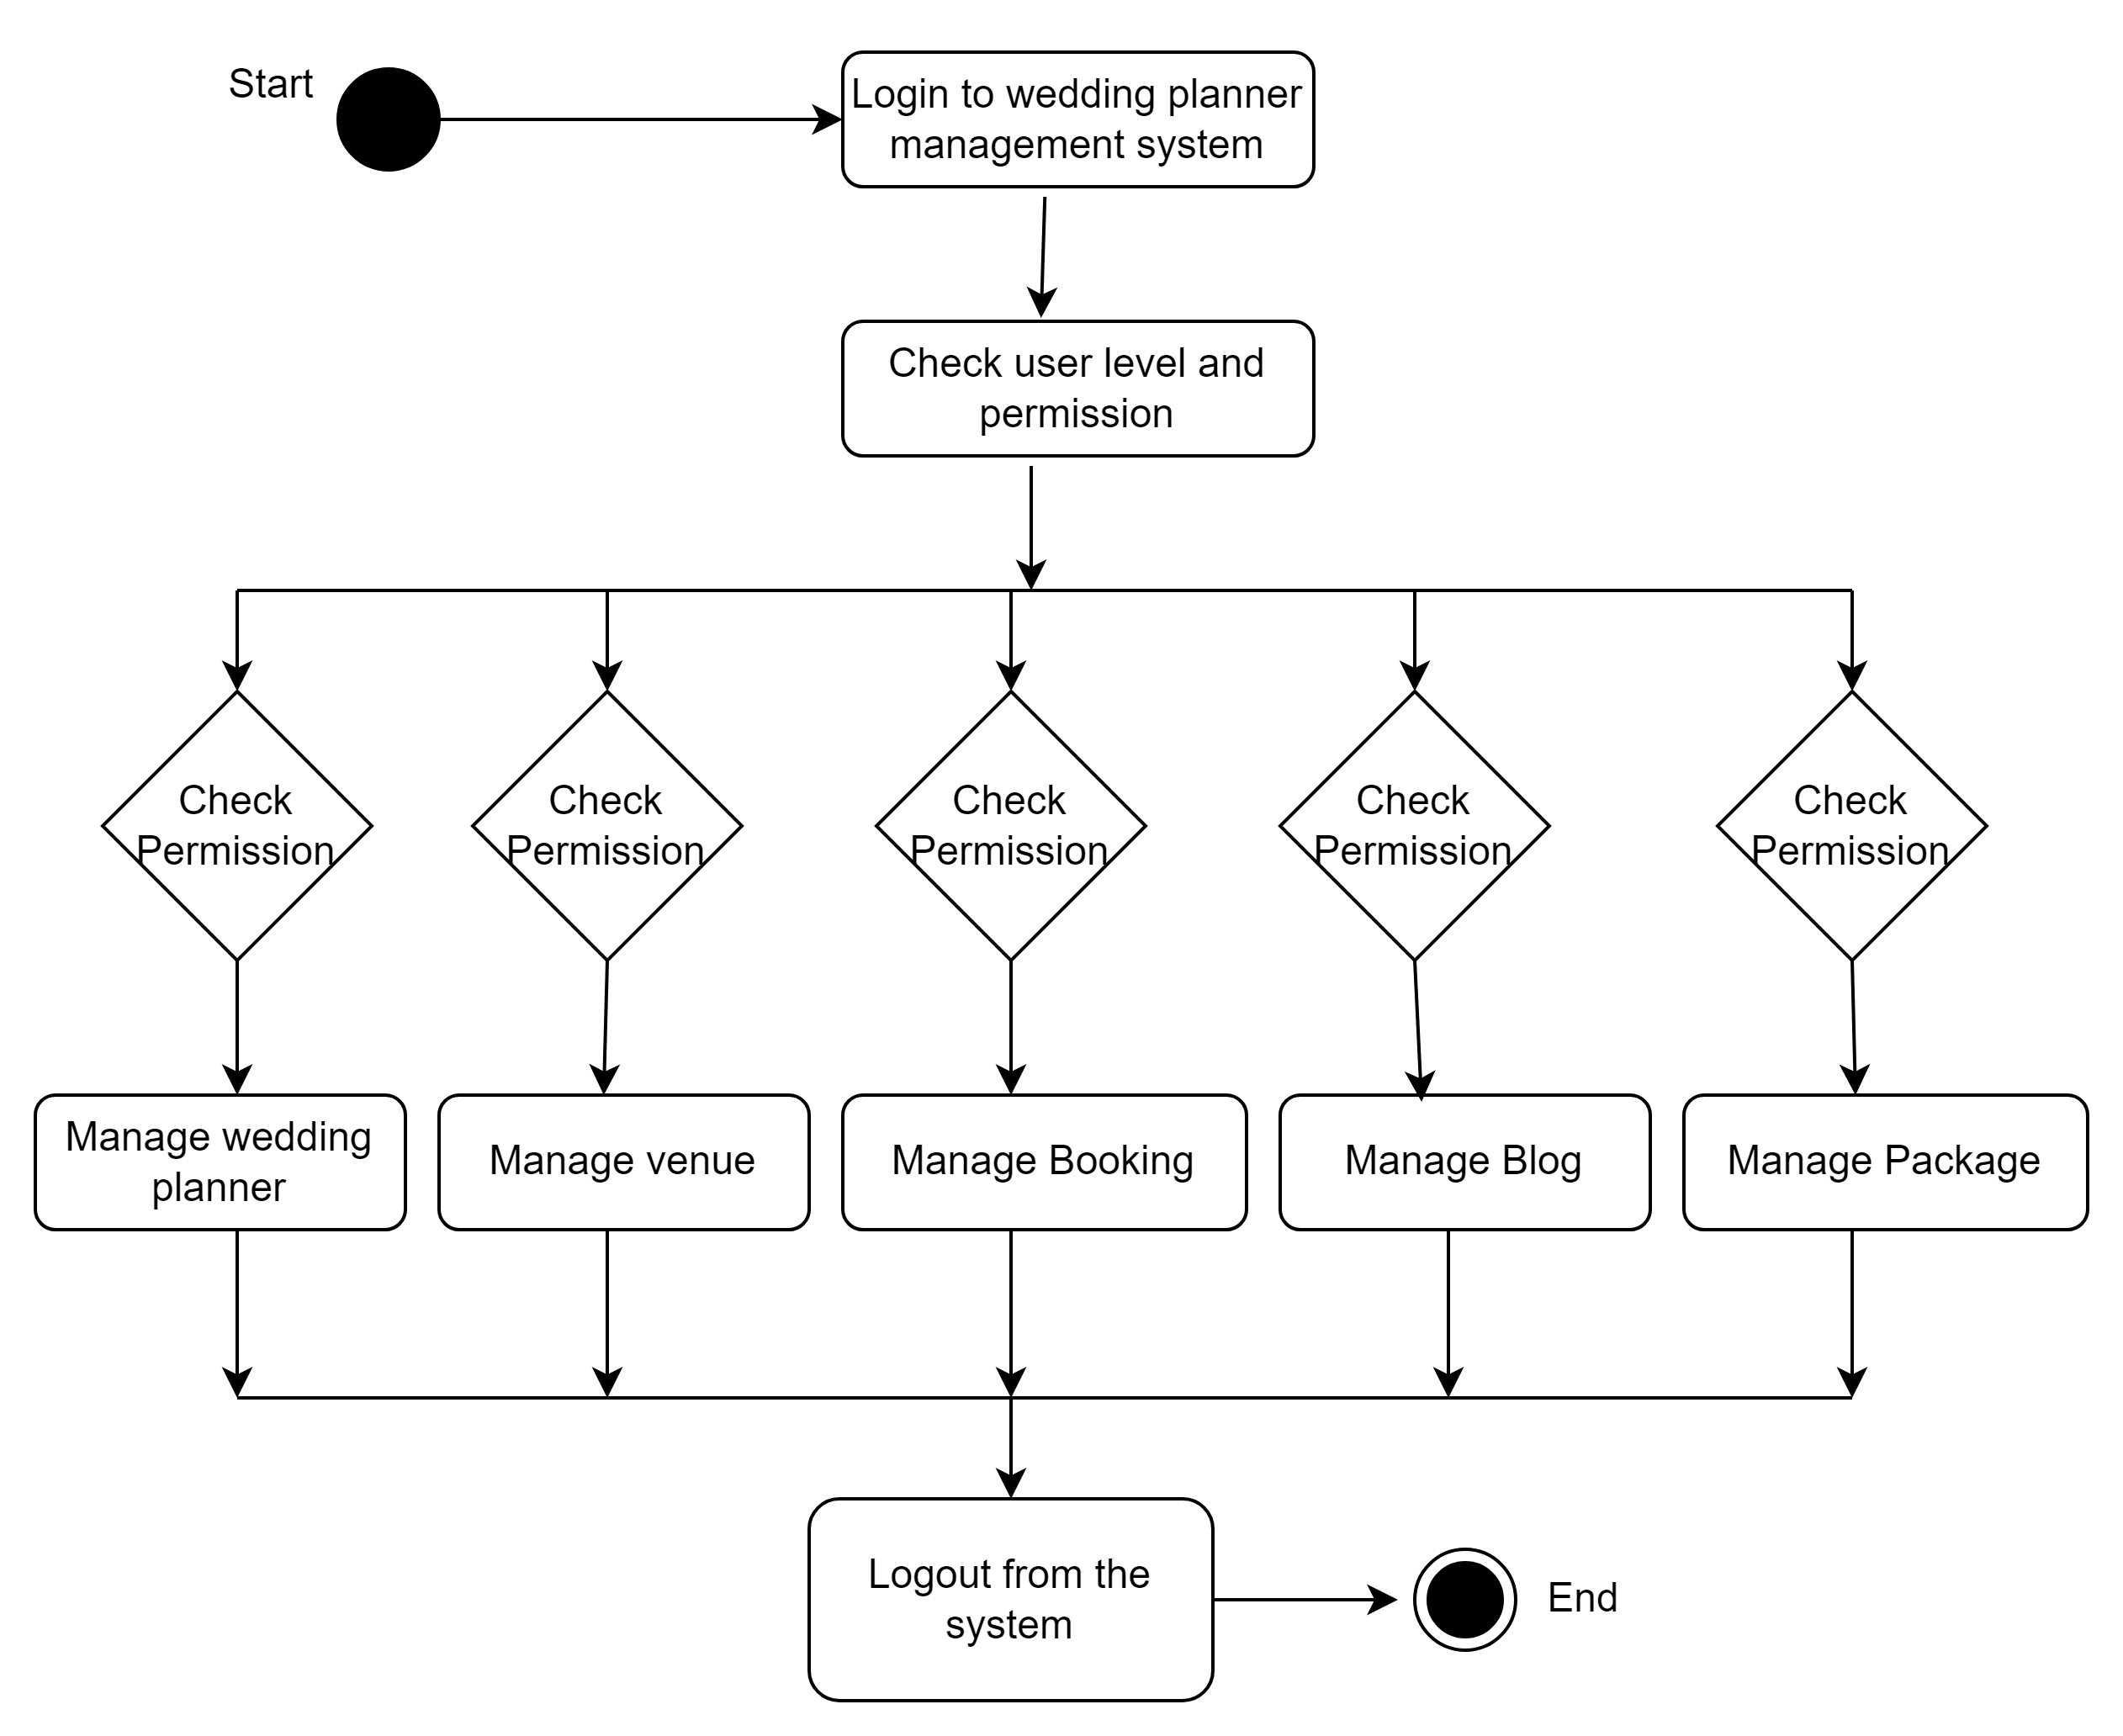 Start
Login to wedding planner
management system
Check user level and
permission
Check
Permission
Check
Permission
Check
Permission
Check
Permission
Check
Permission
Manage wedding
planner
Manage venue
Manage Booking
Manage Blog
Manage Package
Logout from the
system
End